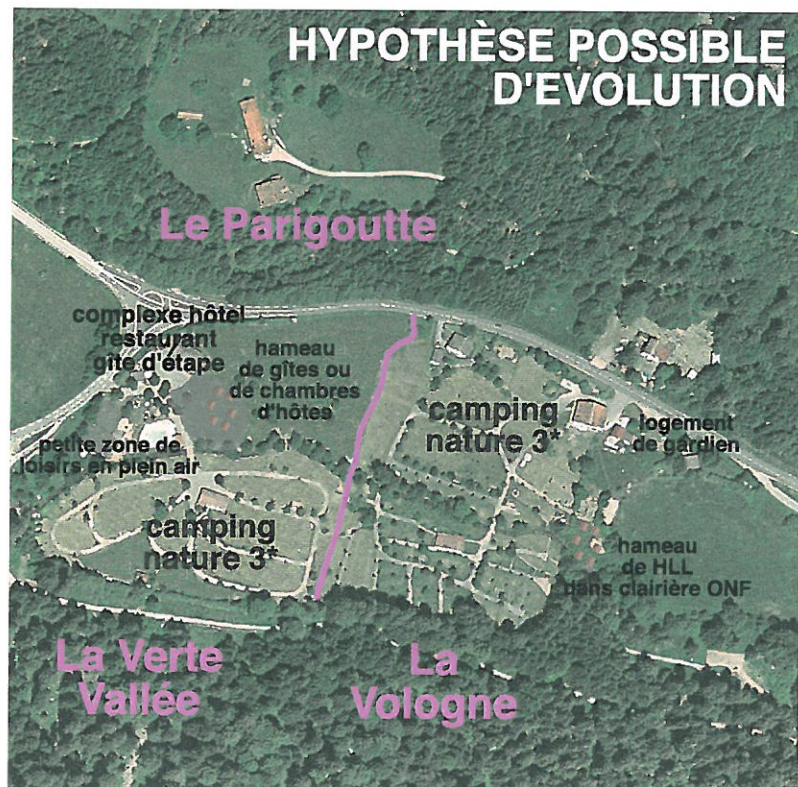 HYPOTHÈSE POSSIBLE
D'EVOLUTION
Le Parigoutte
complexe hôtel
restaurant
gite d'étape
hameau
de gîtes ou
de chambres
d'hôtes
camping
nature 3*
logement
de gardien
petite zone de
loisirs en plein air
camping
nature 3*
hameau
de HLL
dans clairière ONF
La Verte
Vallée
La
Vologne